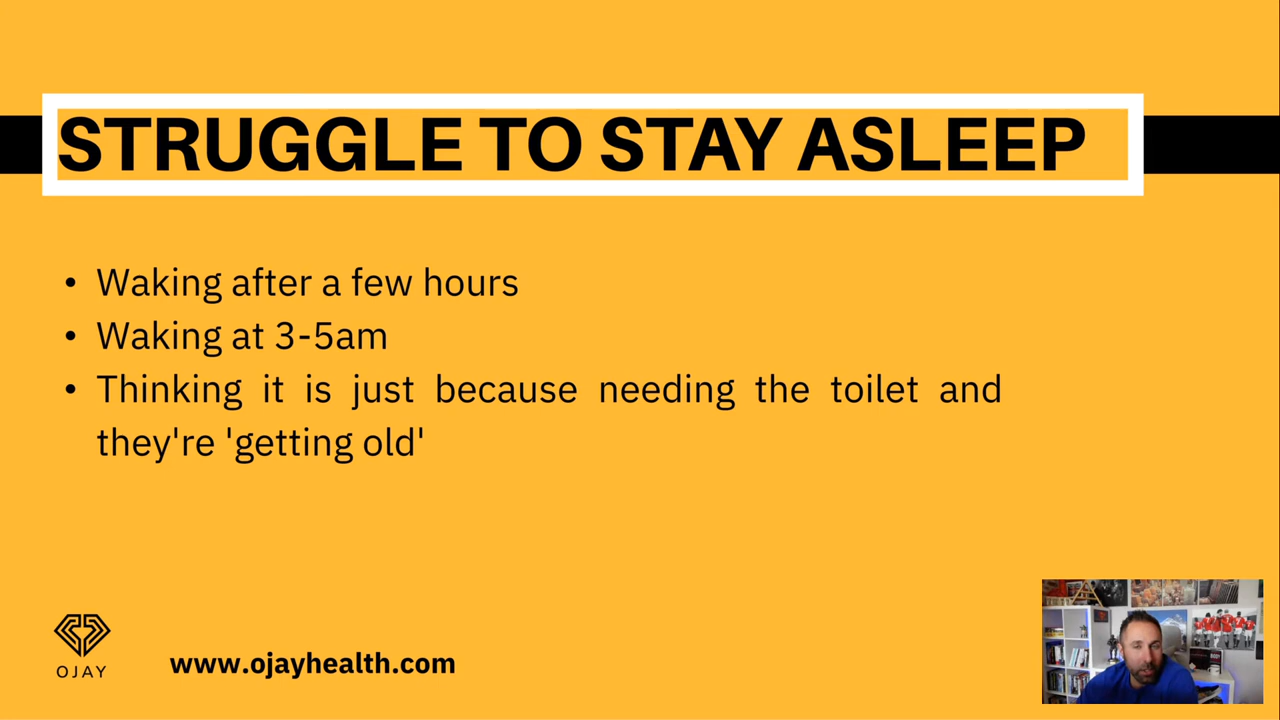 STRUGGLE TO STAY ASLEEP
• Waking after a few hours
• Waking at 3-5am
• Thinking it is just because needing the toilet and
they're 'getting old'
OJAY
www.ojayhealth.com